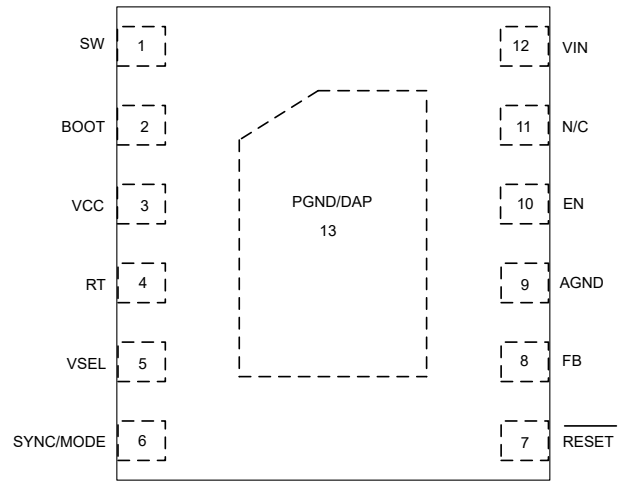 SW 1 12 VIN
BOOT 2 11 N/C
VCC 3 PGND/DAP 10 EN
13
RT 4 9 AGND
VSEL 5 8 FB
SYNC/MODE 6 7 RESET